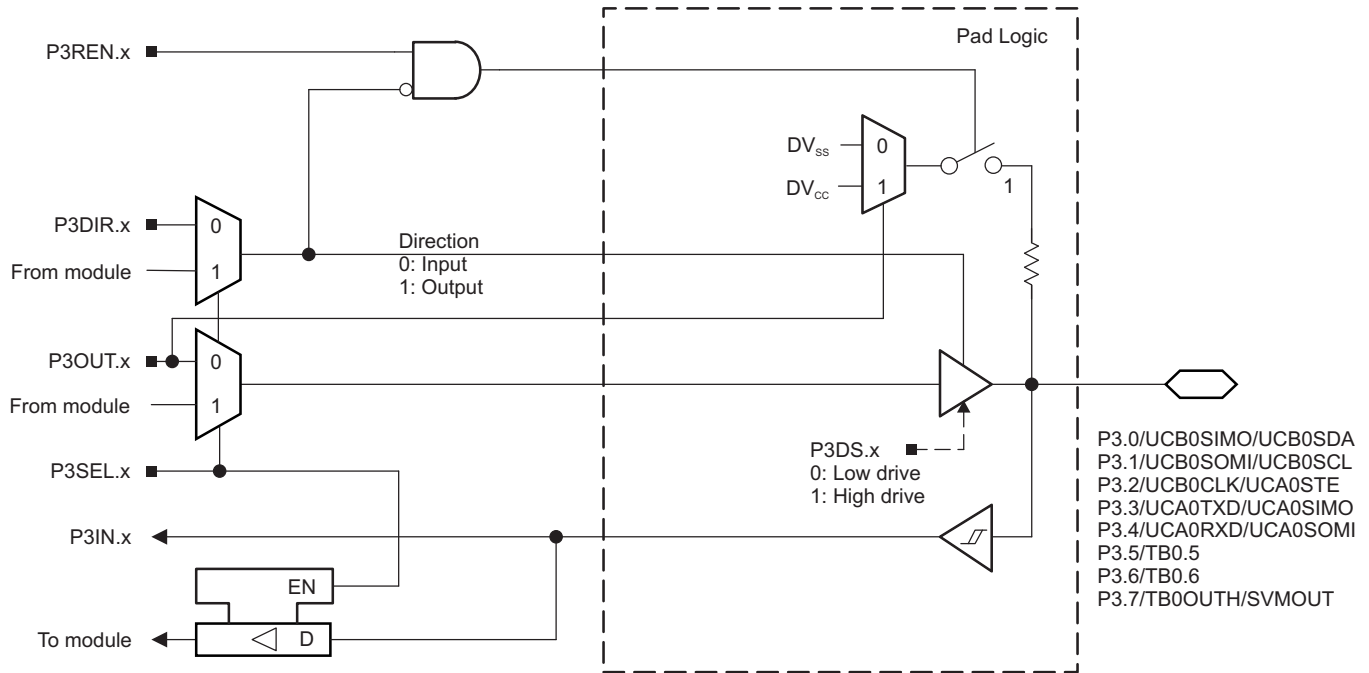 P3REN.x
Pad Logic
DVss
0
DVcc
1
1
P3DIR.x
0
From module
1
Direction
0: Input
1: Output
P3OUT.x
0
From module
1
P3SEL.x
P3DS.x
0: Low drive
1: High drive
P3.0/UCB0SIMO/UCB0SDA
P3.1/UCB0SOMI/UCB0SCL
P3.2/UCB0CLK/UCA0STE
P3.3/UCA0TXD/UCA0SIMO
P3.4/UCA0RXD/UCA0SOMI
P3.5/TB0.5
P3.6/TB0.6
P3.7/TB0OUTH/SVMOUT
P3IN.x
EN
To module
D